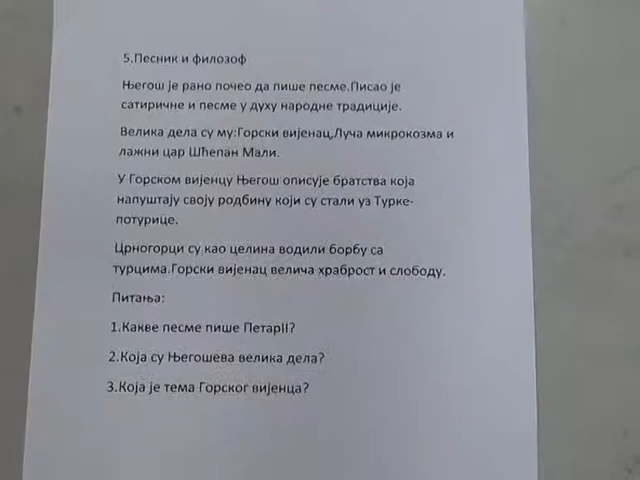 5.Песник и филозоф
Његош је рано почео да пише песме.Писао је
сатиричне и песме у духу народне традиције.
Велика дела су му:Горски вијенац,Луча микрокозма и
лажни цар Шћепан Мали.
У Горском вијенцу Његош описује братства која
напуштају своју родбину који су стали уз Турке-
потурице.
Црногорци су као целина водили борбу са
турцима.Горски вијенац велича храброст и слободу.
Питања:
1.Какве песме пише ПетарII?
2.Која су Његошева велика дела?
3.Која је тема Горског вијенца?